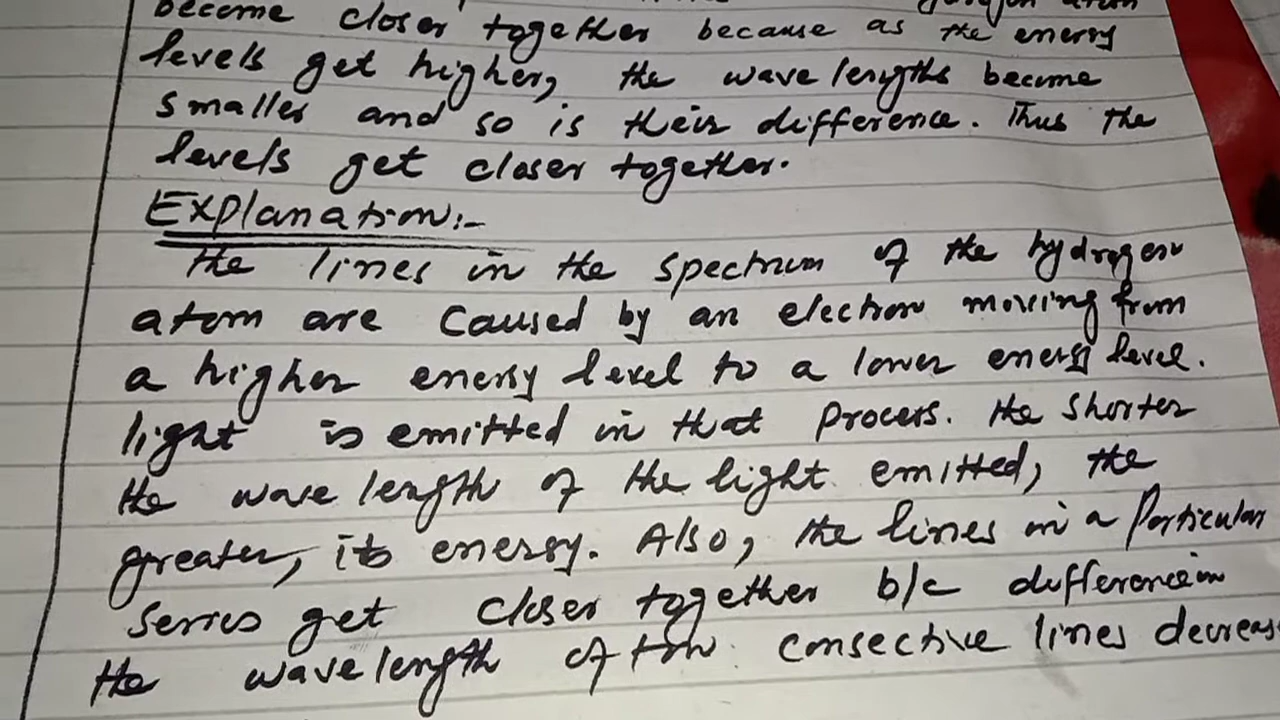 become closer together because as the energy
levels get higher, the wave lengths become
smaller and so is their difference. Thus the
levels get closer together.
Explanation:-
The lines in the spectrum of the hydrogen
atom are caused by an electron moving from
a higher energy level to a lower energy level.
light is emitted in that process. The shorter
the wave length of the light emitted, the
greater, its energy. Also, the lines in a Particular
series get closer together b/c difference in
the wavelength of consective lines decreas